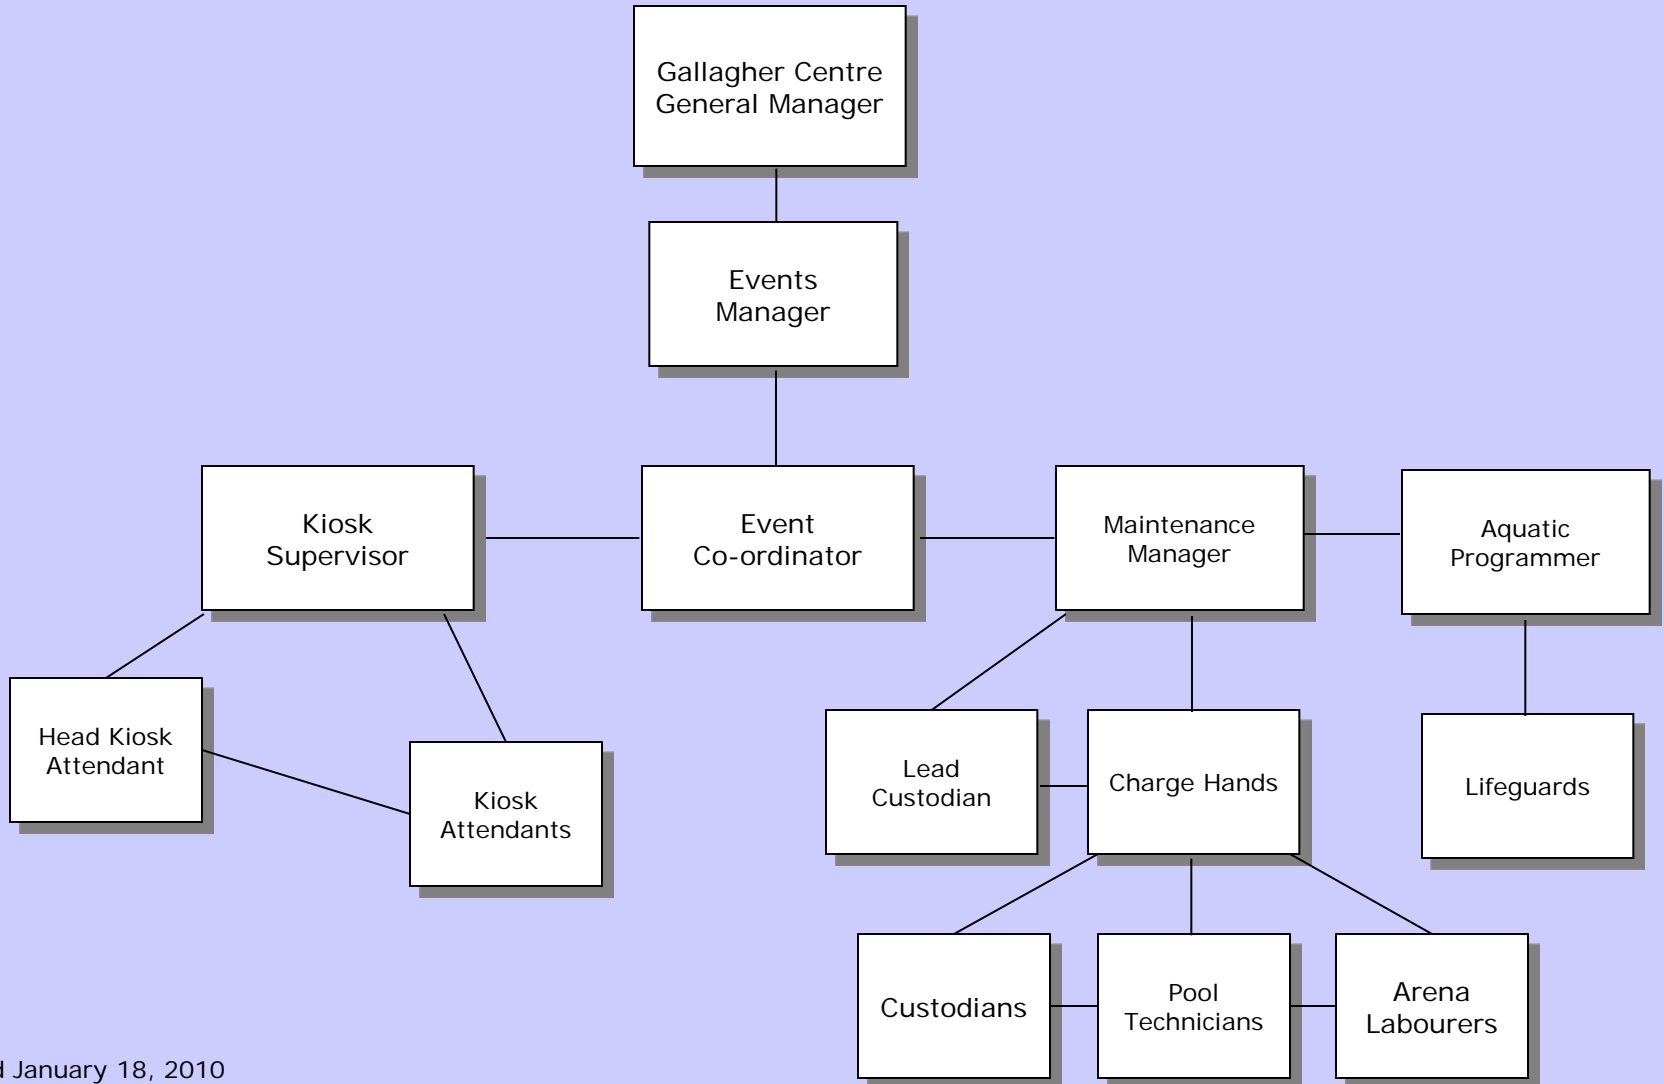 Gallagher Centre
General Manager
Events
Manager
Kiosk
Supervisor
Event
Co-ordinator
Maintenance
Manager
Aquatic
Programmer
Head Kiosk
Attendant
Kiosk
Attendants
Lead
Custodian
Charge Hands
Lifeguards
Custodians
Pool
Technicians
Arena
Labourers
January 18, 2010